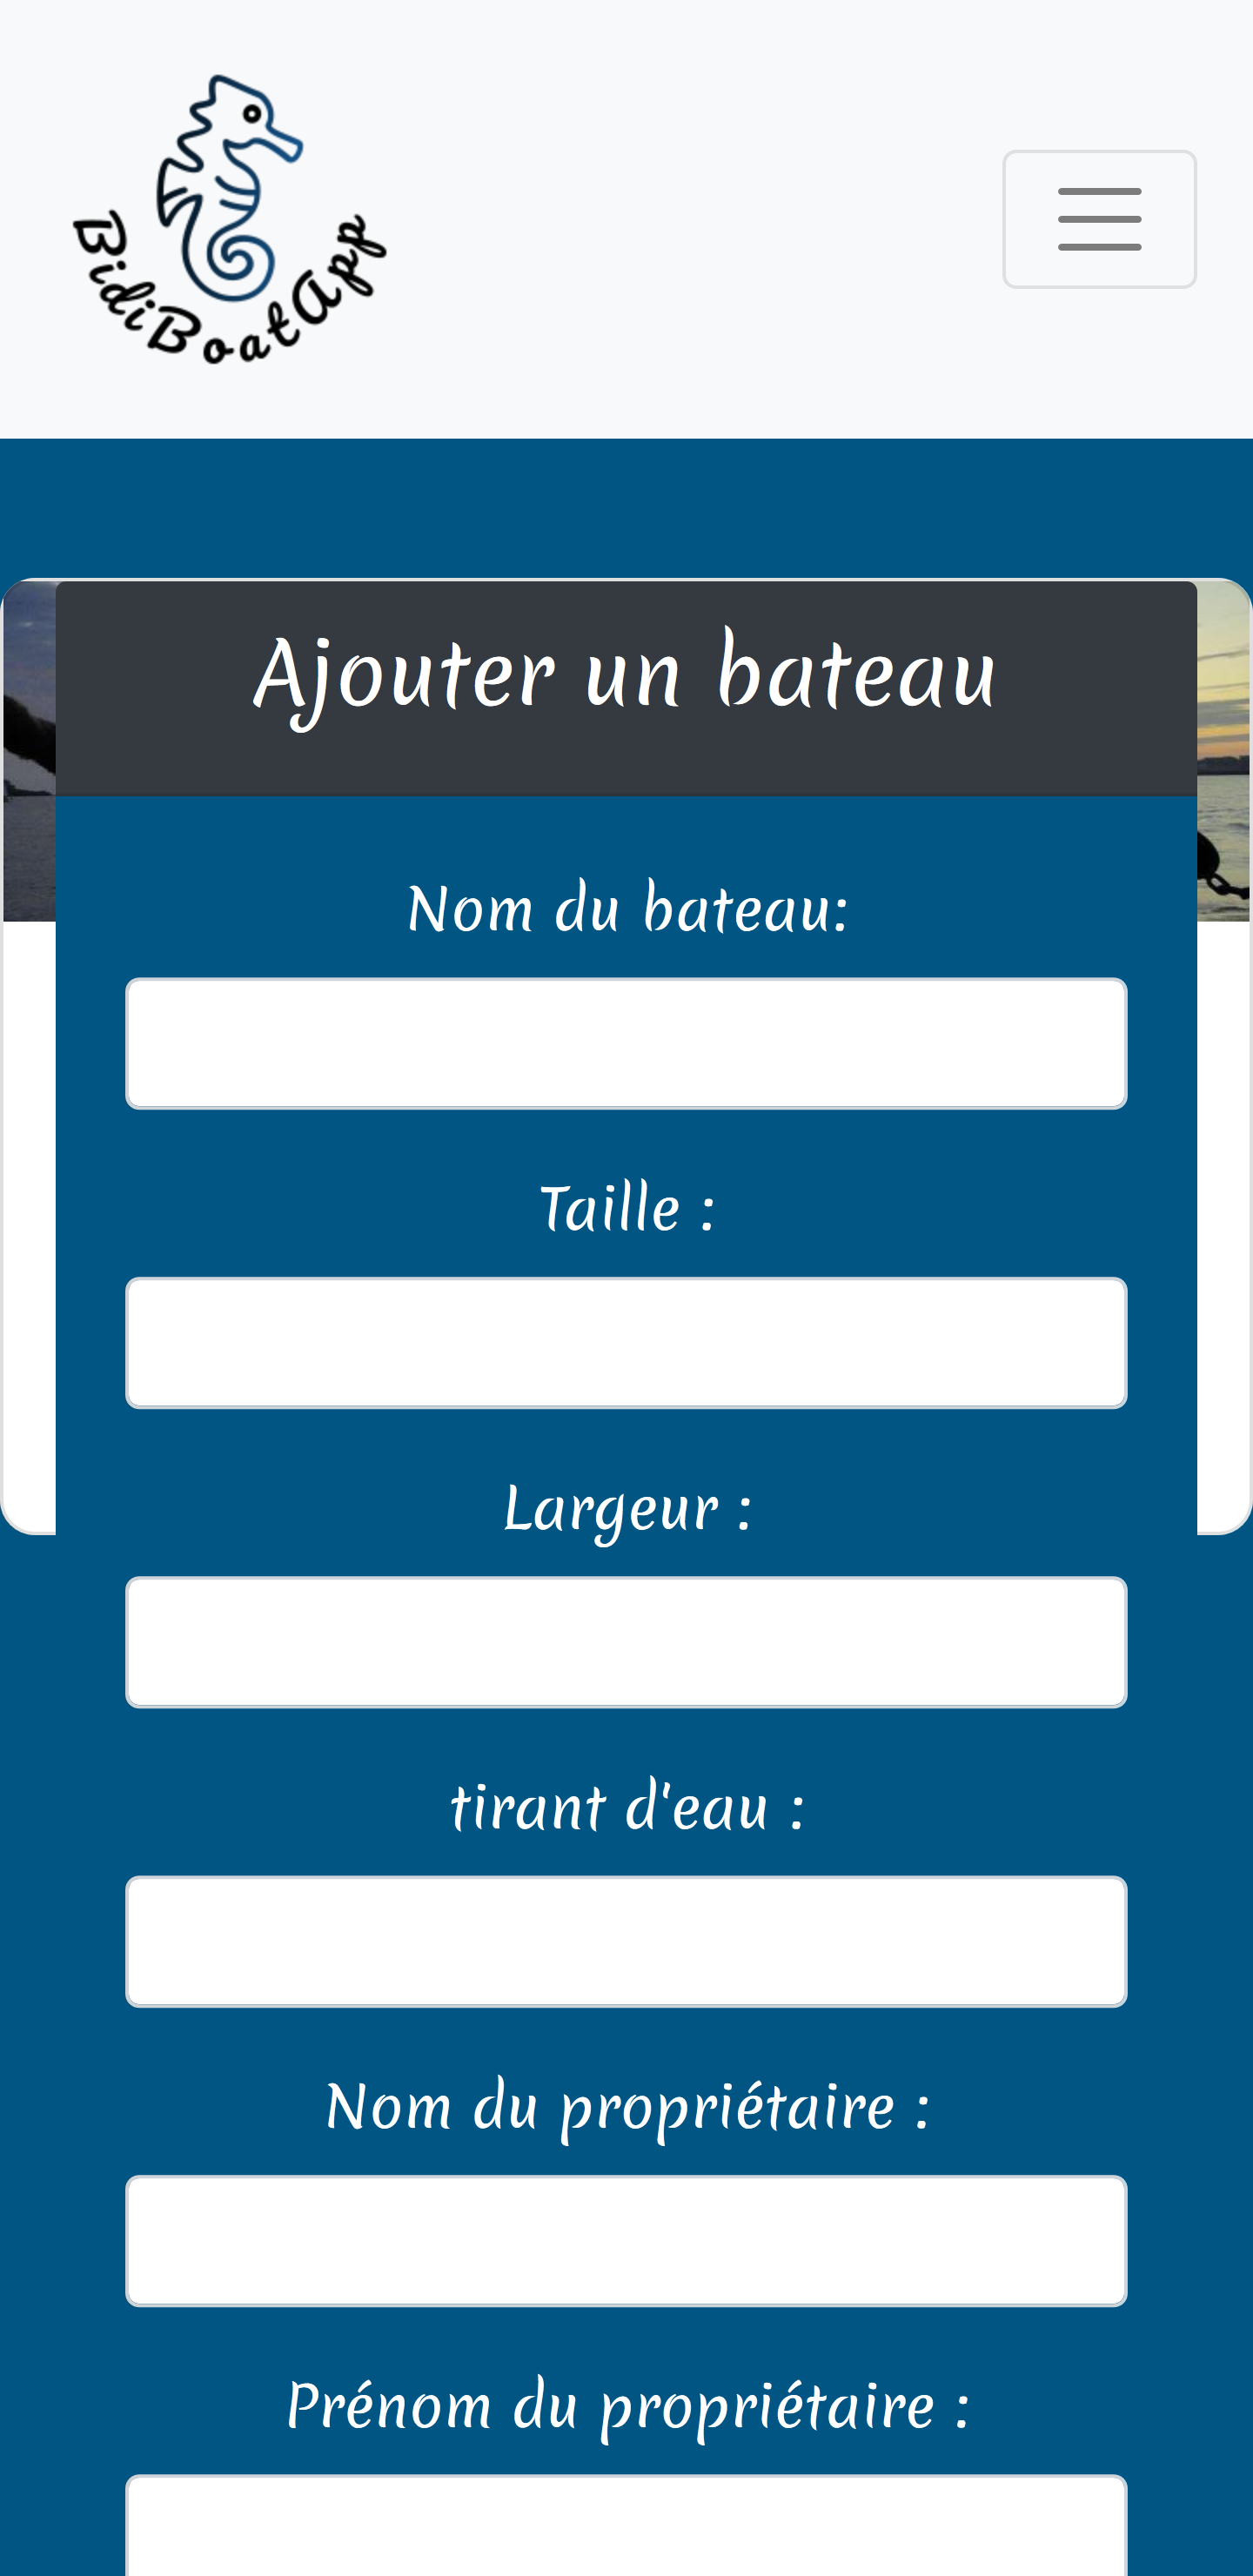 BidiBoatApp
Ajouter un bateau
Nom du bateau:
Taille :
Largeur :
tirant d'eau :
Nom du propriétaire :
Prénom du propriétaire :